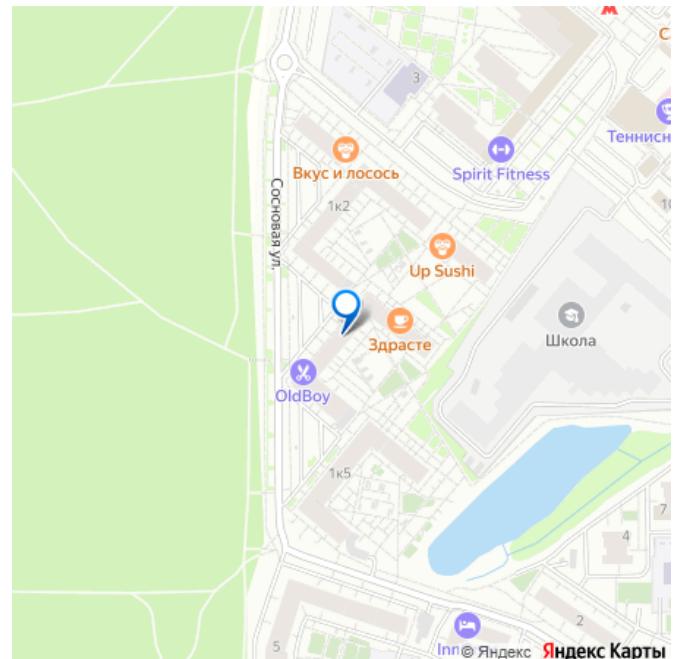 3
С
Теннисн
Spirit Fitness
Вкус и лосось
1к2
10
Сосновая ул.
Up Sushi
Здрасте
Школа
OldBoy
1к5
7
4
2
5
Inn
© Яндекс Яндекс Карты